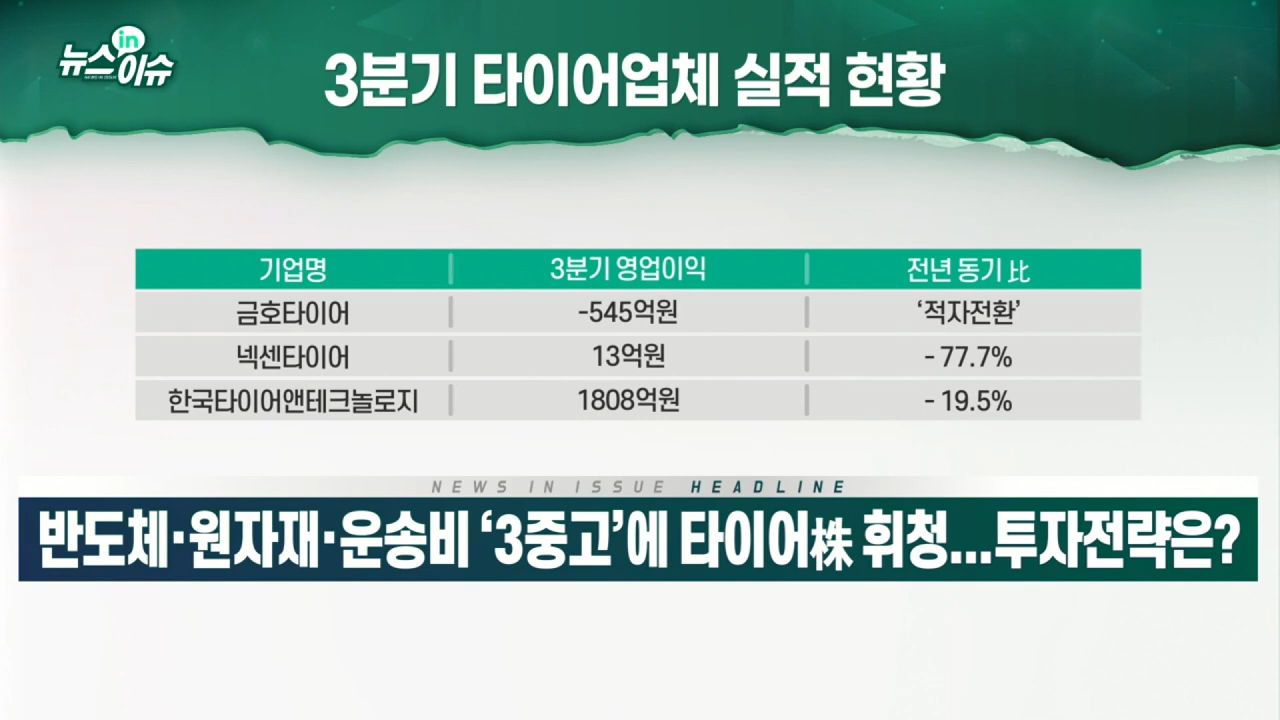 뉴스 in 이슈
3분기 타이어업체 실적 현황
기업명 3분기 영업이익 전년 동기 比
금호타이어 -545억원 ‘적자전환’
넥센타이어 13억원 - 77.7%
한국타이어앤테크놀로지 1808억원 - 19.5%
NEWS IN ISSUE HEADLINE
반도체·원자재·운송비 ‘3중고’에 타이어株 휘청...투자전략은?